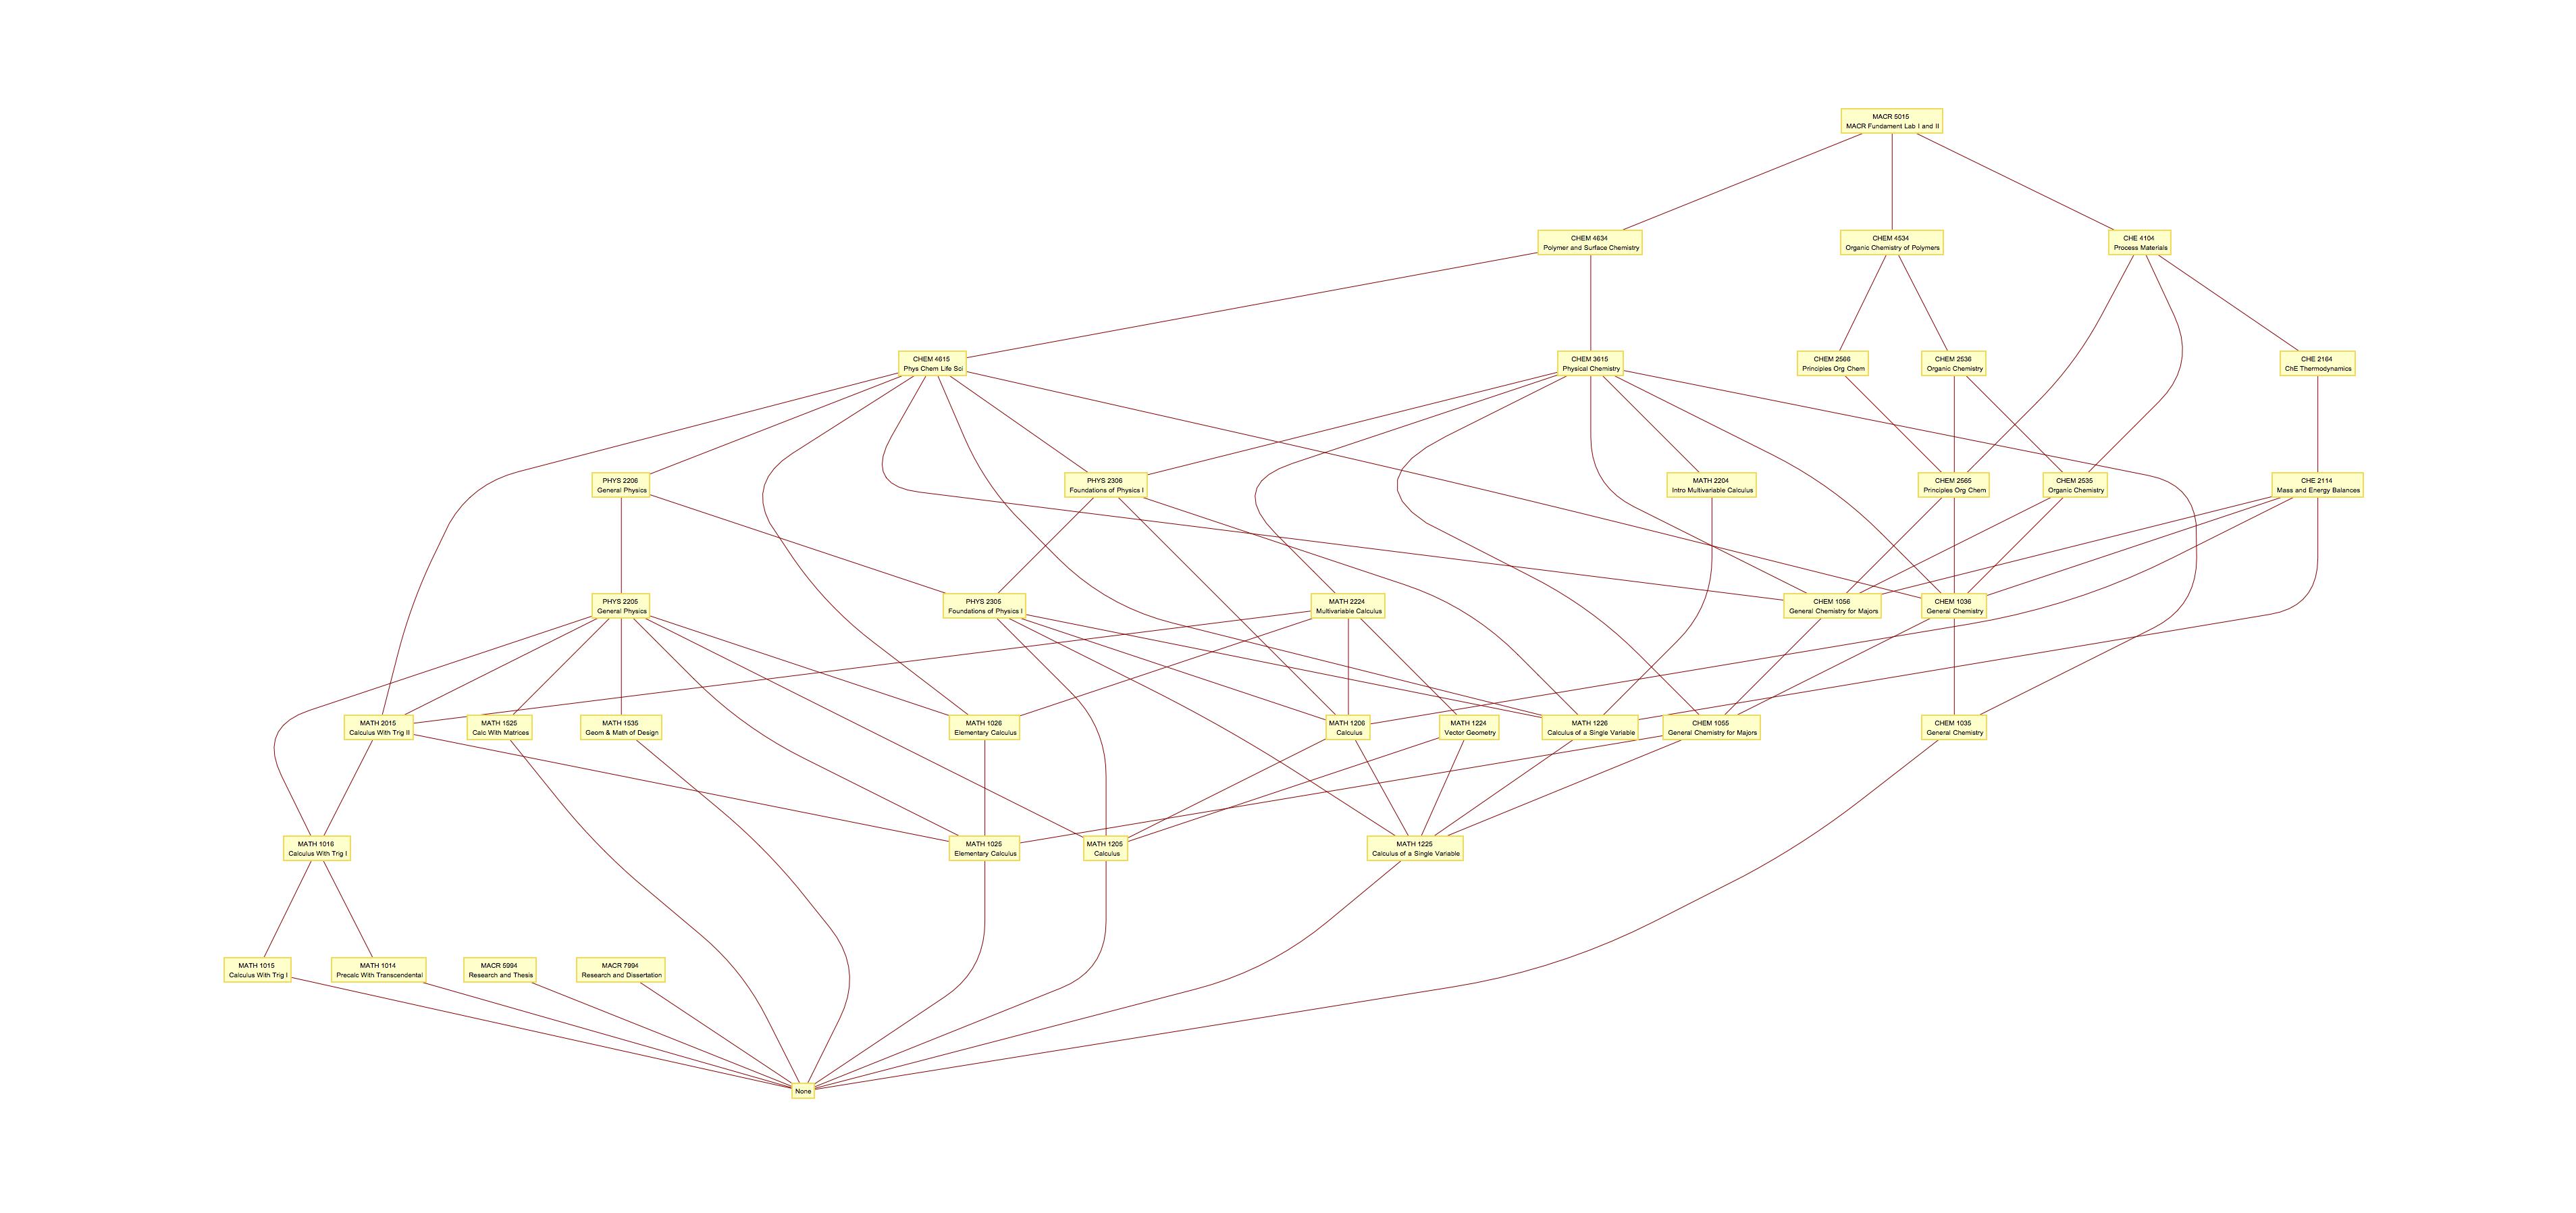 MACR 5015
MACR Fundament Lab I and II
CHEM 4634
Polymer and Surface Chemistry
CHEM 4534
Organic Chemistry of Polymers
CHE 4104
Process Materials
CHEM 4615
Phys Chem Life Sci
CHEM 3615
Physical Chemistry
CHEM 2566
Principles Org Chem
CHEM 2536
Organic Chemistry
CHE 2164
ChE Thermodynamics
PHYS 2206
General Physics
PHYS 2306
Foundations of Physics I
MATH 2204
Intro Multivariable Calculus
CHEM 2565
Principles Org Chem
CHEM 2535
Organic Chemistry
CHE 2114
Mass and Energy Balances
PHYS 2205
General Physics
PHYS 2305
Foundations of Physics I
MATH 2224
Multivariable Calculus
CHEM 1056
General Chemistry for Majors
CHEM 1036
General Chemistry
MATH 2015
Calculus With Trig II
MATH 1525
Calc With Matrices
MATH 1535
Geom & Math of Design
MATH 1026
Elementary Calculus
MATH 1206
Calculus
MATH 1224
Vector Geometry
MATH 1226
Calculus of a Single Variable
CHEM 1055
General Chemistry for Majors
CHEM 1035
General Chemistry
MATH 1016
Calculus With Trig I
MATH 1025
Elementary Calculus
MATH 1205
Calculus
MATH 1225
Calculus of a Single Variable
MATH 1015
Calculus With Trig I
MATH 1014
Precalc With Transcendental
MACR 5994
Research and Thesis
MACR 7994
Research and Dissertation
None